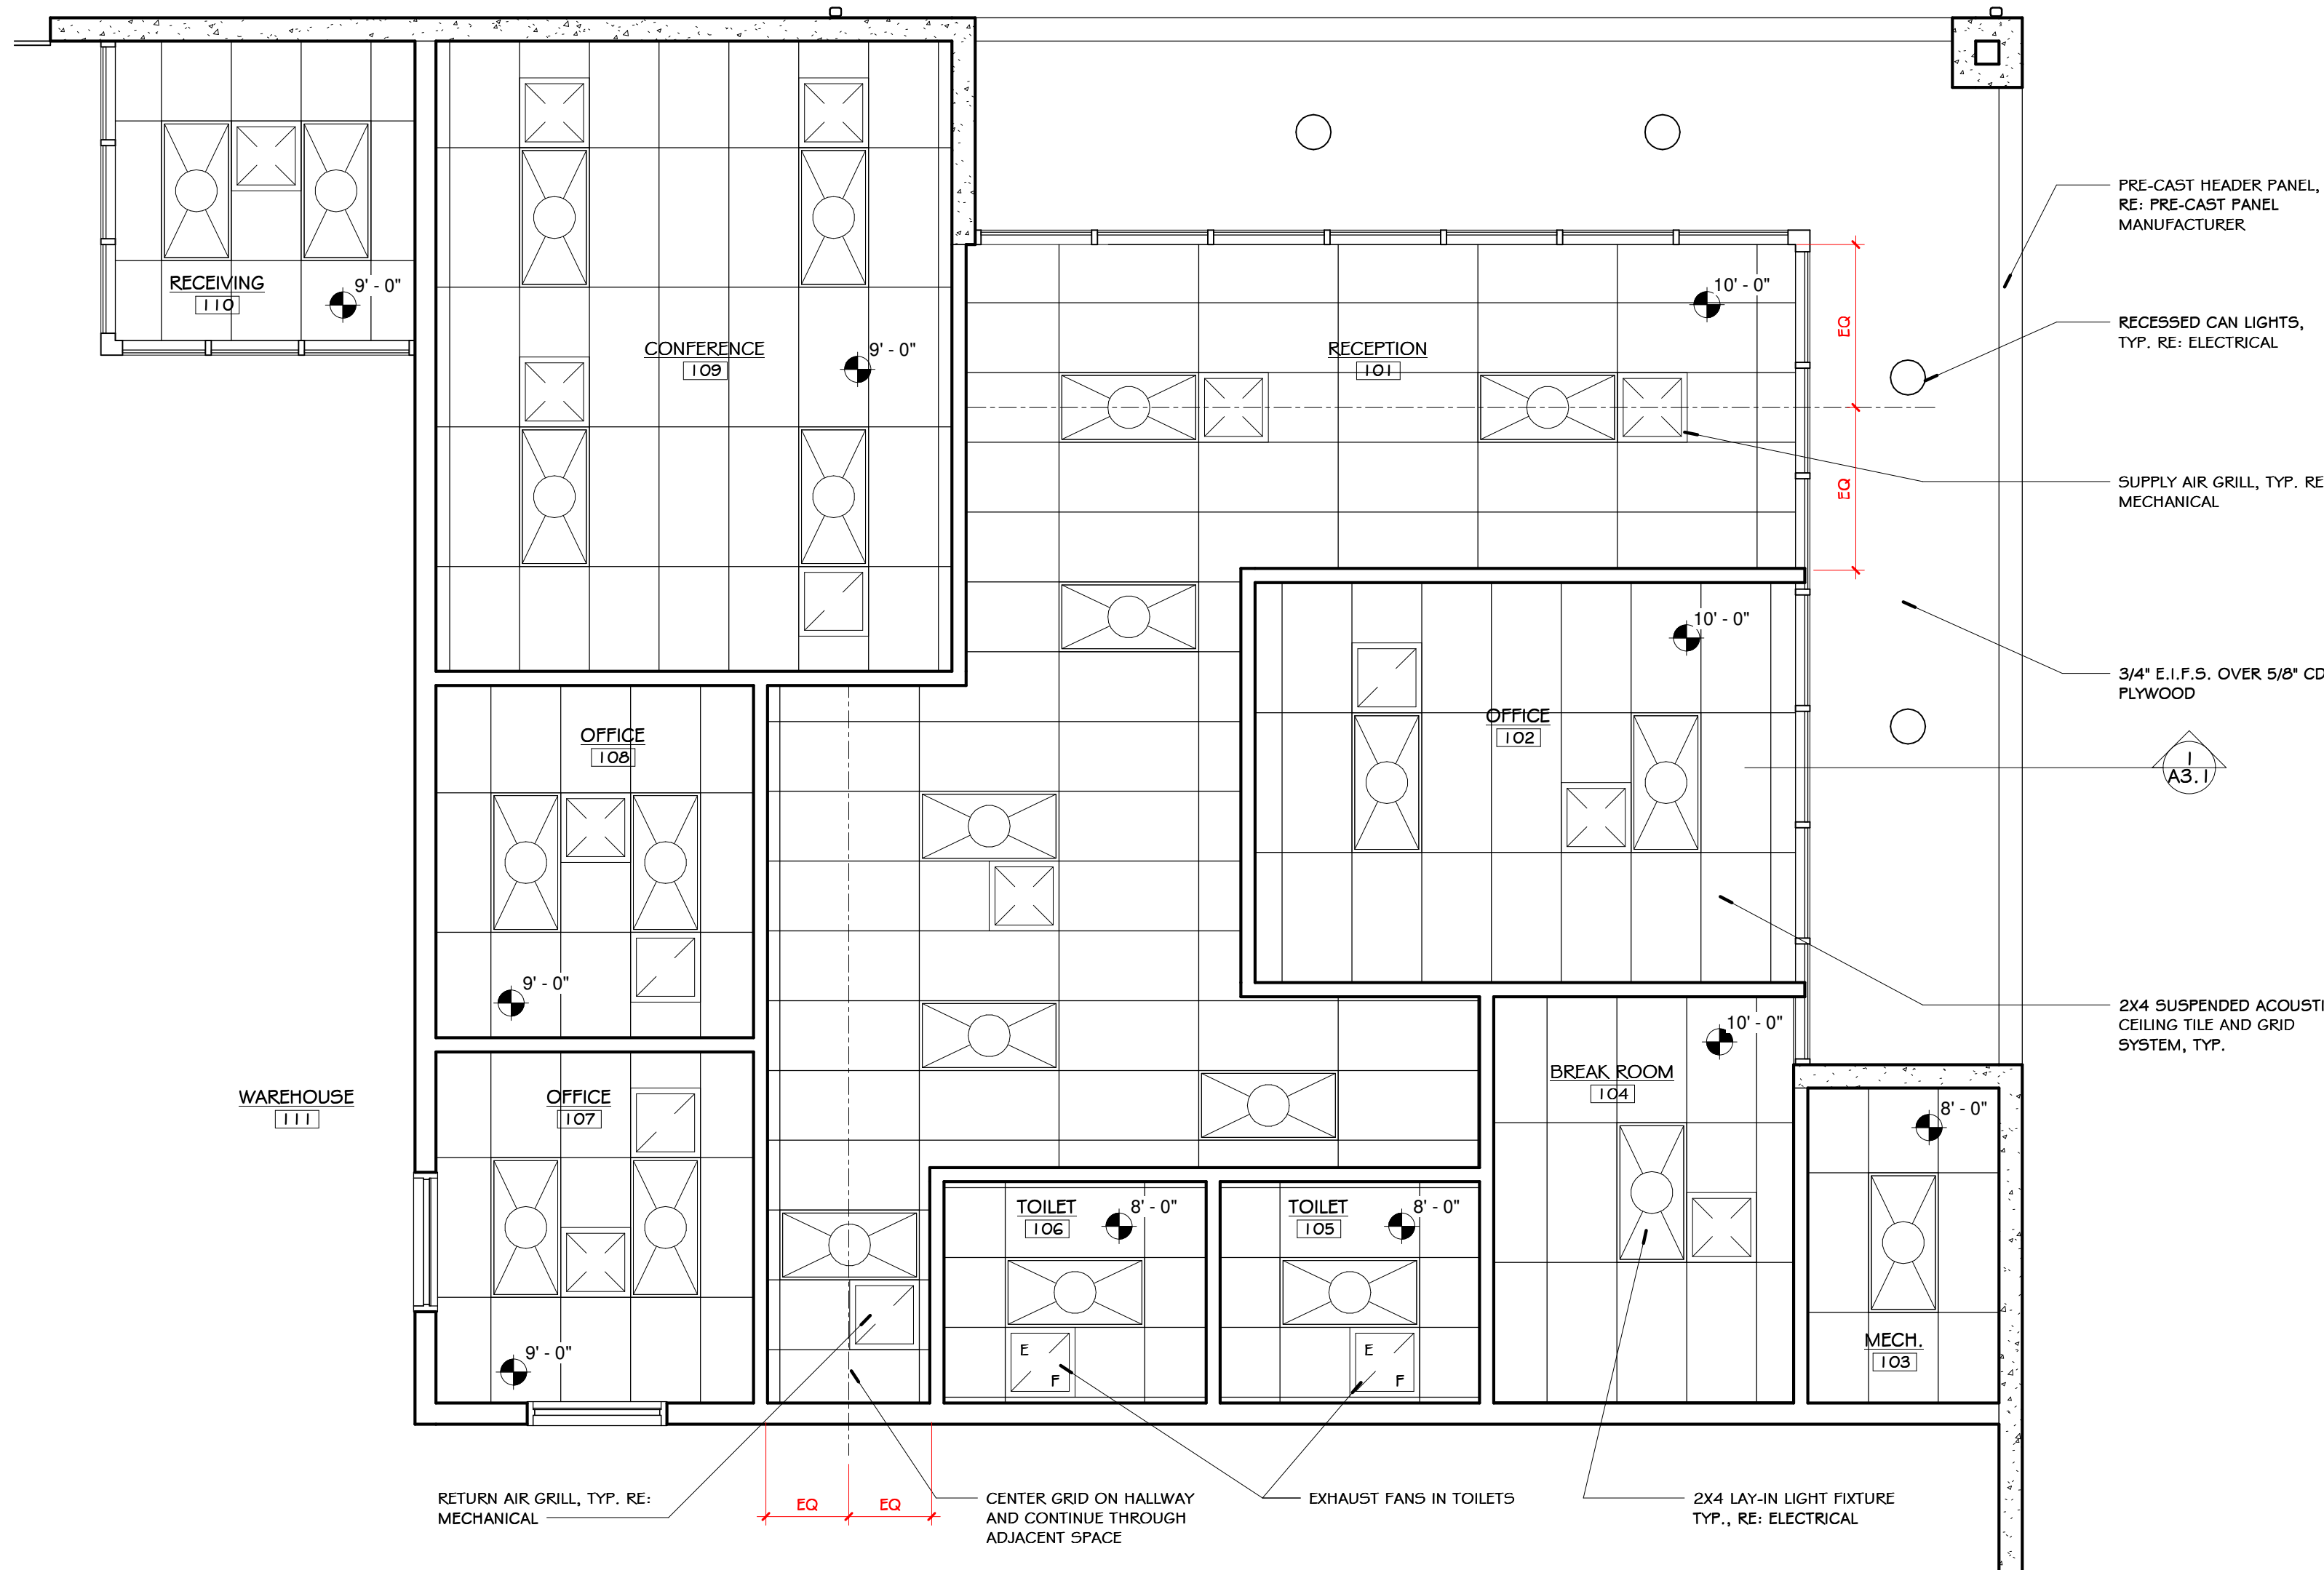 RECEIVING
110
9' - 0"
CONFERENCE
109
9' - 0"
RECEPTION
101
10' - 0"
EQ
EQ
PRE-CAST HEADER PANEL,
RE: PRE-CAST PANEL
MANUFACTURER
RECESSED CAN LIGHTS,
TYP. RE: ELECTRICAL
SUPPLY AIR GRILL, TYP. RE
MECHANICAL
3/4" E.I.F.S. OVER 5/8" CD
PLYWOOD
1
A3.1
OFFICE
102
10' - 0"
OFFICE
108
9' - 0"
2X4 SUSPENDED ACOUSTI
CEILING TILE AND GRID
SYSTEM, TYP.
BREAK ROOM
104
10' - 0"
WAREHOUSE
111
OFFICE
107
9' - 0"
TOILET
106
8' - 0"
E
F
TOILET
105
8' - 0"
E
F
MECH.
103
8' - 0"
RETURN AIR GRILL, TYP. RE:
MECHANICAL
EQ
EQ
CENTER GRID ON HALLWAY
AND CONTINUE THROUGH
ADJACENT SPACE
EXHAUST FANS IN TOILETS
2X4 LAY-IN LIGHT FIXTURE
TYP., RE: ELECTRICAL